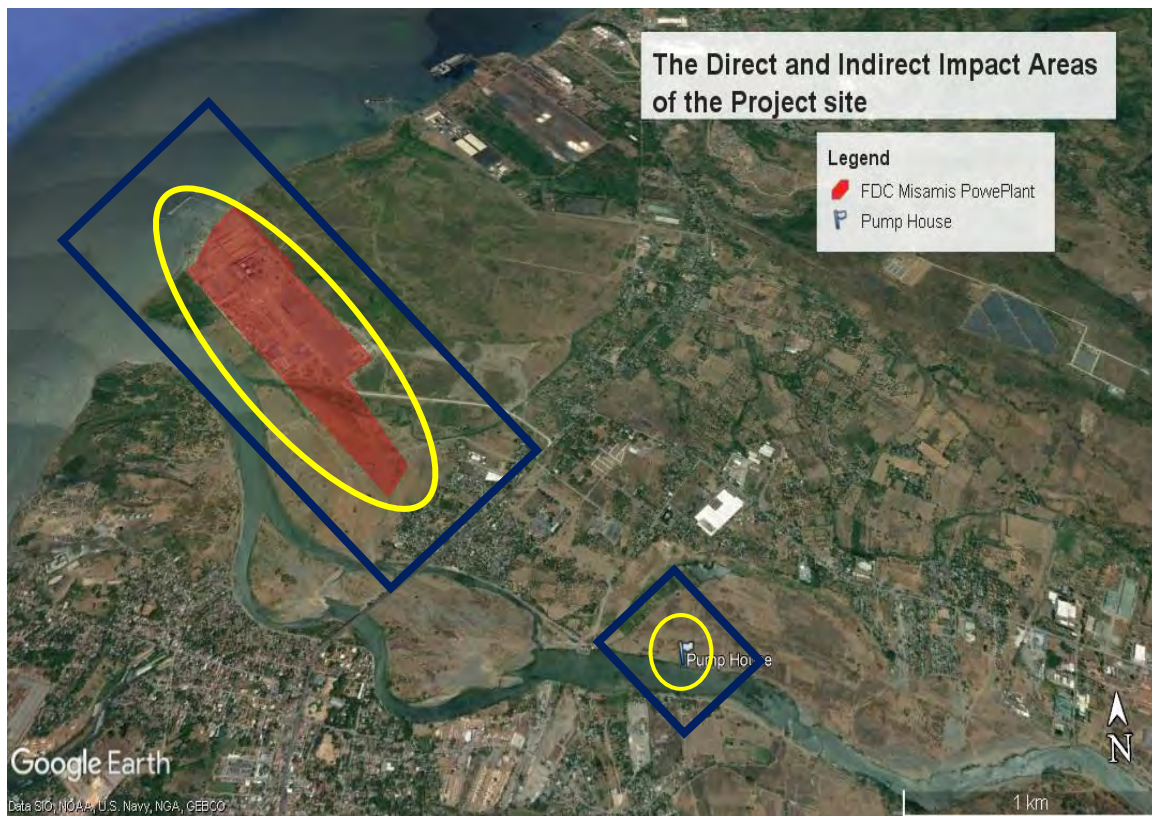 The Direct and Indirect Impact Areas
of the Project site
Legend
FDC Misamis PowePlant
Pump House
Pump House
N
Google Earth
Data SIO, NOAA, U.S. Navy, NGA, GEBCO
1 km